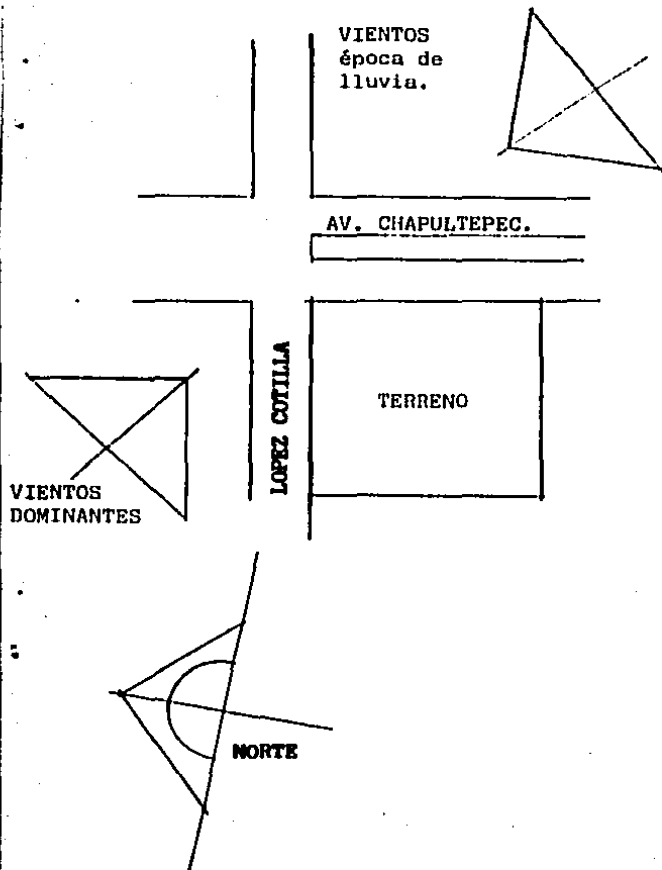 VIENTOS
época de
lluvia.
AV. CHAPULTEPEC.
LOPEZ COTILLA
TERRENO
VIENTOS
DOMINANTES
NORTE